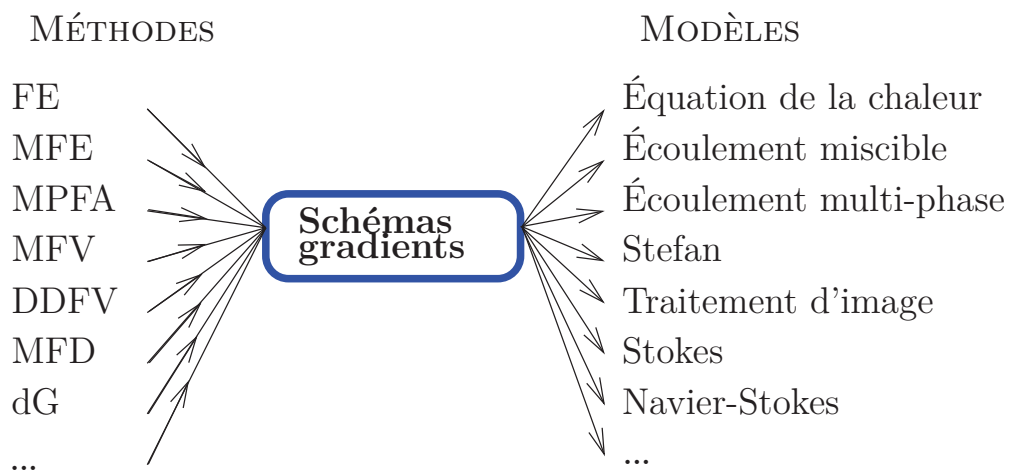 MÉTHODES
FE
MFE
MPFA
MFV
DDFV
MFD
dG
...
Schémas
gradients
MODÈLES
Équation de la chaleur
Écoulement miscible
Écoulement multi-phase
Stefan
Traitement d'image
Stokes
Navier-Stokes
...